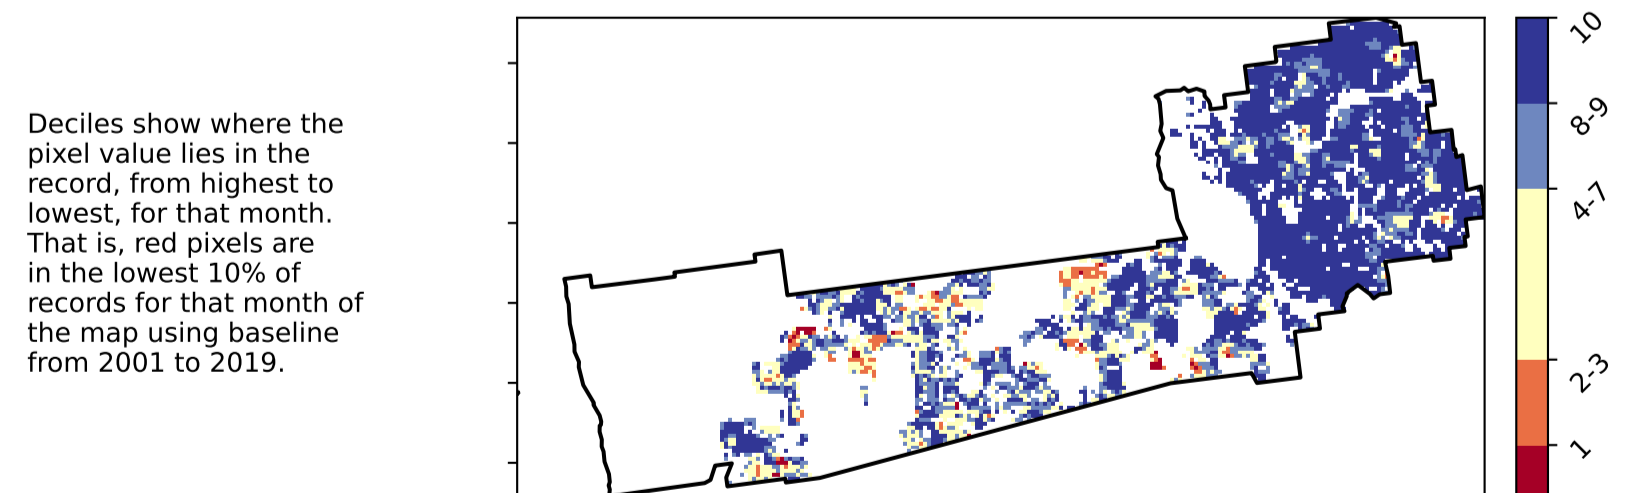 Deciles show where the
pixel value lies in the
record, from highest to
lowest, for that month.
That is, red pixels are
in the lowest 10% of
records for that month of
the map using baseline
from 2001 to 2019.
10
8-9
4-7
2-3
1